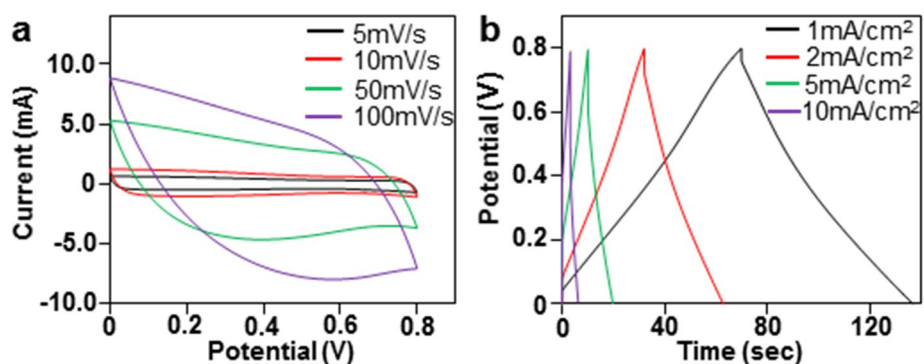 a
5mV/s
10mV/s
50mV/s
100mV/s
Current (mA)
10.0
5.0
0
-5.0
-10.0
0 0.2 0.4 0.6 0.8
Potential (V)
b
1mA/cm²
2mA/cm²
5mA/cm²
10mA/cm²
Potential (V)
0.8
0.6
0.4
0.2
0
0 40 80 120
Time (sec)